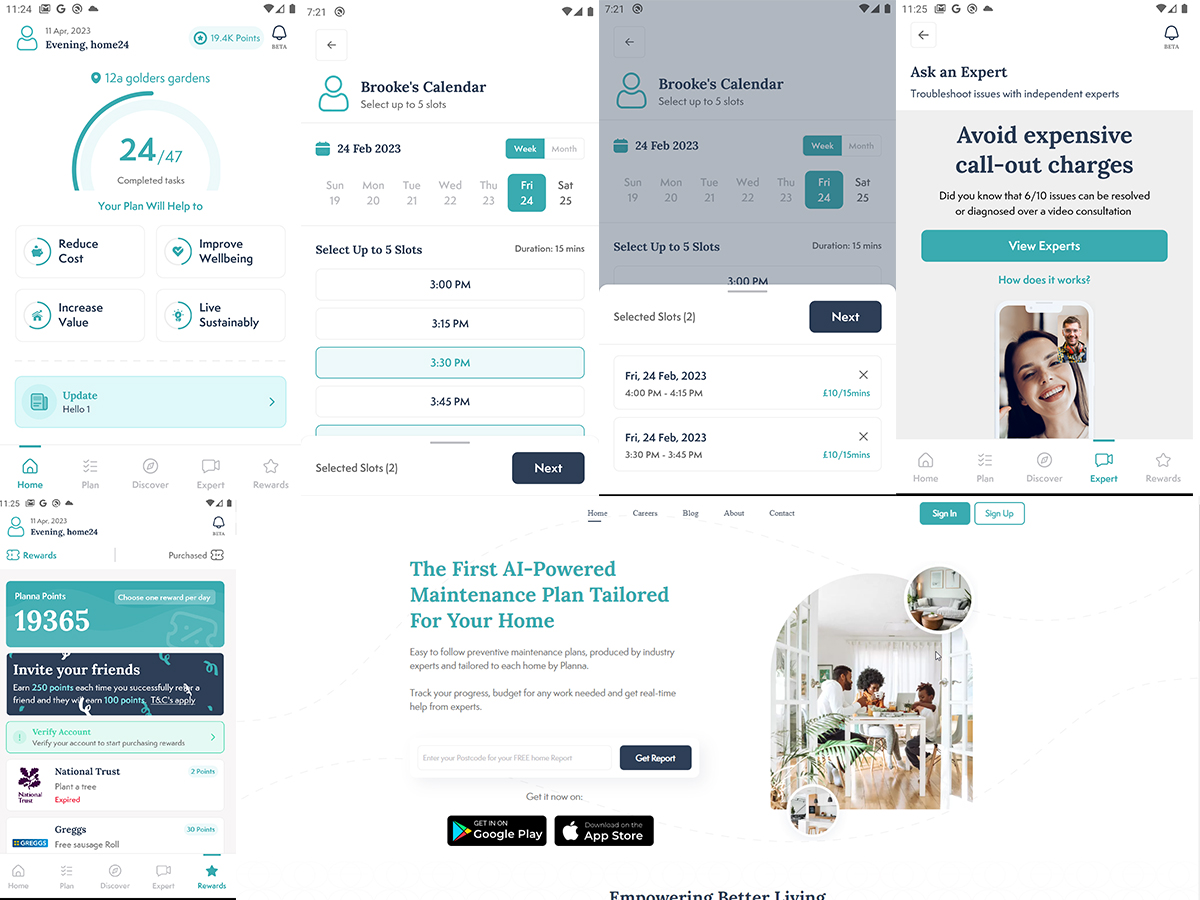 11:24
11 Apr, 2023
Evening, home24
19.4K Points
BETA
12a golders gardens
24/47
Completed tasks
Your Plan Will Help to
Reduce
Cost
Improve
Wellbeing
Increase
Value
Live
Sustainably
Update
Hello 1
Home
Plan
Discover
Expert
Rewards
7:21
Brooke's Calendar
Select up to 5 slots
24 Feb 2023
Week
Month
Sun Mon Tue Wed Thu Fri Sat
19 20 21 22 23 24 25
Select Up to 5 Slots
Duration: 15 mins
3:00 PM
3:15 PM
3:30 PM
3:45 PM
Selected Slots (2)
Next
7:21
Brooke's Calendar
Select up to 5 slots
24 Feb 2023
Week
Month
Sun Mon Tue Wed Thu Fri Sat
19 20 21 22 23 24 25
Select Up to 5 Slots
Duration: 15 mins
3:00 PM
Selected Slots (2)
Next
Fri, 24 Feb, 2023
4:00 PM - 4:15 PM
£10/15mins
Fri, 24 Feb, 2023
3:30 PM - 3:45 PM
£10/15mins
11:25
BETA
Ask an Expert
Troubleshoot issues with independent experts
Avoid expensive
call-out charges
Did you know that 6/10 issues can be resolved
or diagnosed over a video consultation
View Experts
How does it works?
Home
Plan
Discover
Expert
Rewards
11:25
11 Apr, 2023
Evening, home24
BETA
Rewards
Purchased
Planna Points
Choose one reward per day
19365
Invite your friends
Earn 250 points each time you successfully refer a
friend and they will earn 100 points. T&C's apply
Verify Account
Verify your account to start purchasing rewards
National Trust
2 Points
Plant a tree
Expired
National
Trust
Greggs
30 Points
Free sausage Roll
GREGGS
Home
Plan
Discover
Expert
Rewards
Home
Careers
Blog
About
Contact
Sign In
Sign Up
The First AI-Powered
Maintenance Plan Tailored
For Your Home
Easy to follow preventive maintenance plans, produced by industry
experts and tailored to each home by Planna.
Track your progress, budget for any work needed and get real-time
help from experts.
Enter your Postcode for your FREE home Report
Get Report
Get it now on:
GET IN ON
Google Play
Download on the
App Store
Empowering Better Living